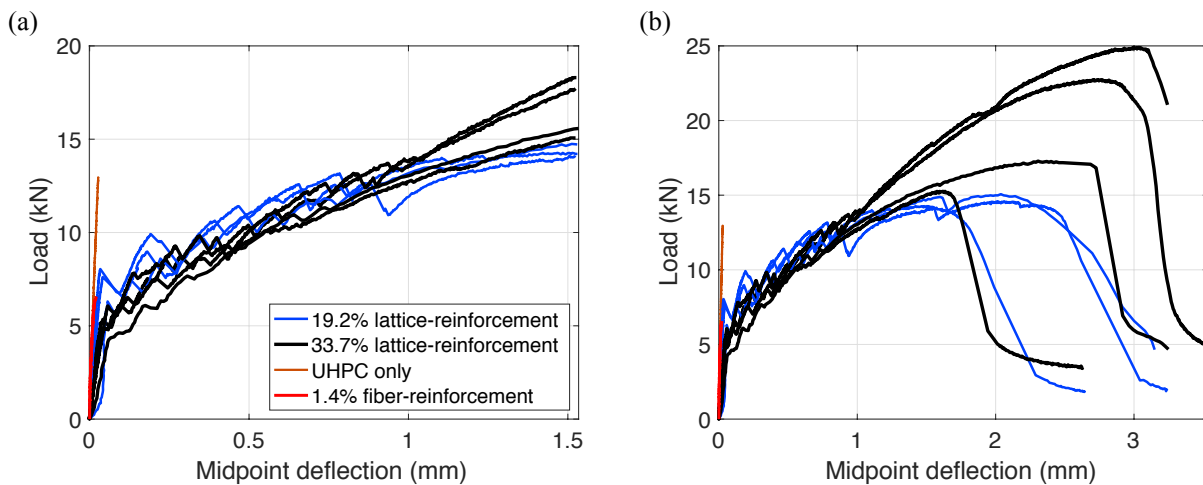 (a)
20
15
10
5
0
Load (kN)
0
0.5
1
1.5
Midpoint deflection (mm)
19.2% lattice-reinforcement
33.7% lattice-reinforcement
UHPC only
1.4% fiber-reinforcement
(b)
25
20
15
10
5
0
Load (kN)
0
1
2
3
Midpoint deflection (mm)